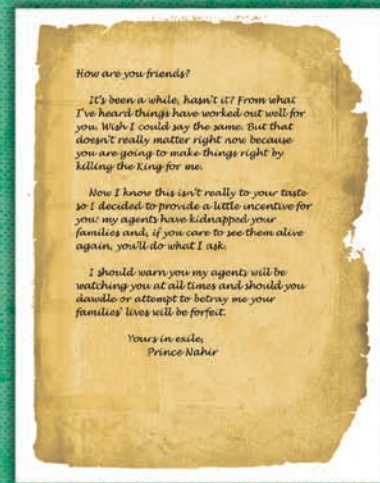 How are you friends?
It's been a while, hasn't it? From what
I've heard things have worked out well for
you. Wish I could say the same. But that
doesn't really matter right now because
you are going to make things right by
killing the King for me.
Now I know this isn't really to your taste
so I decided to provide a little incentive for
you: my agents have kidnapped your
families and, if you care to see them alive
again, you'll do what I ask.
I should warn you my agents will be
watching you at all times and should you
dawdle or attempt to betray me your
families' lives will be forfeit.
Yours in exile,
Prince Nahir